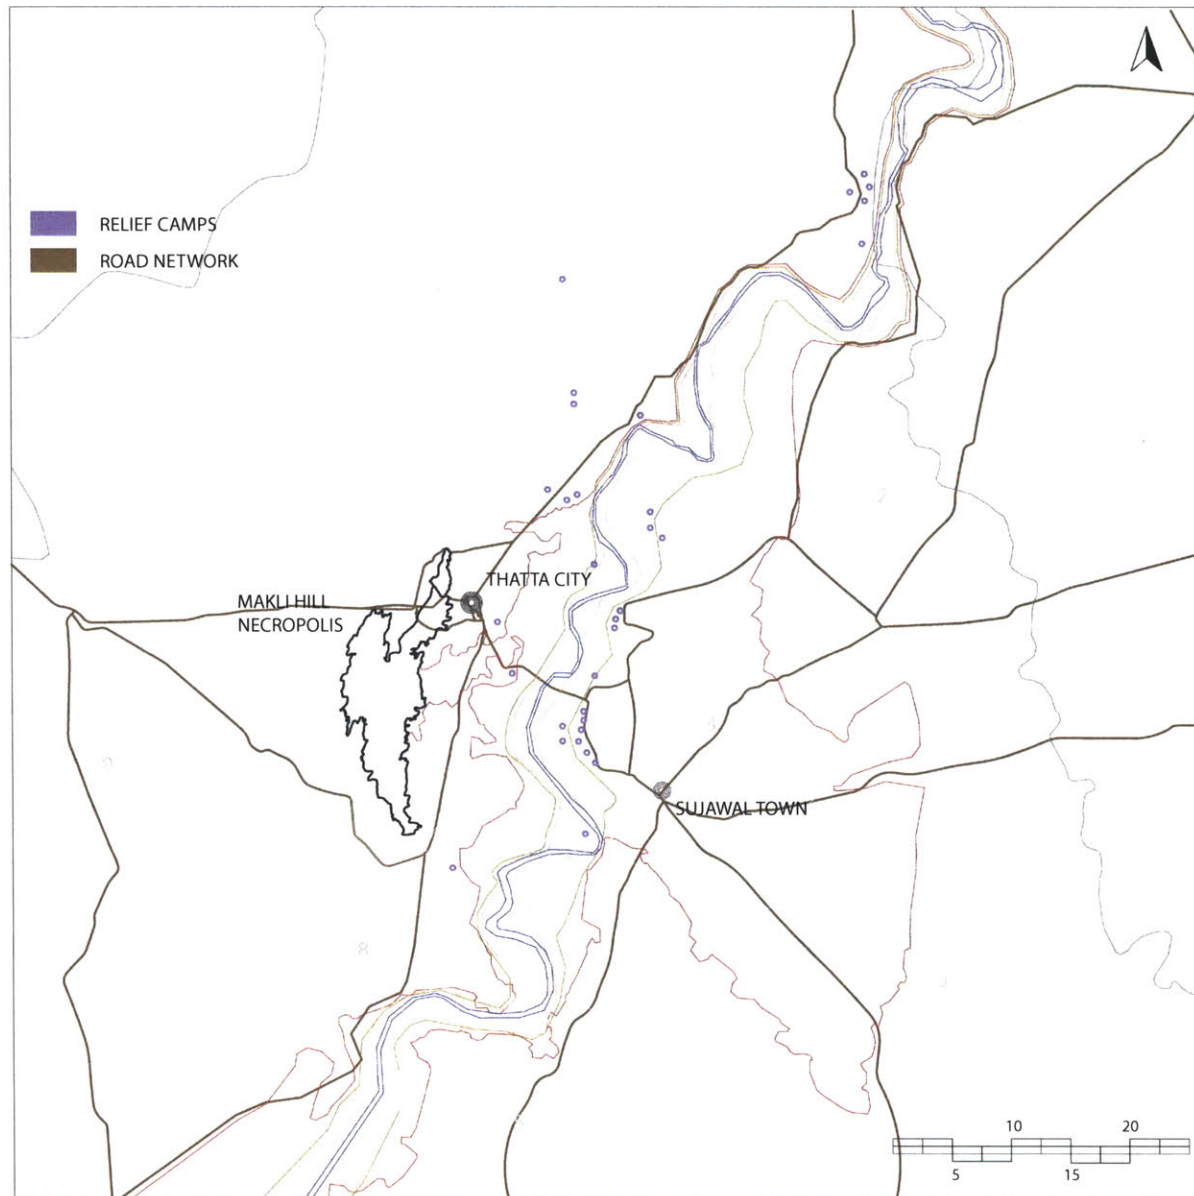 RELIEF CAMPS
ROAD NETWORK
THATTA CITY
MAKLI HILL
NECROPOLIS
SUJAWAL TOWN
10 20
5 15